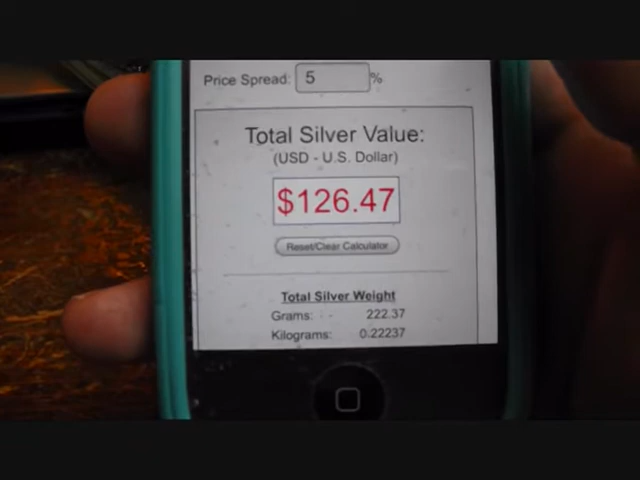 Price Spread: 5 %
Total Silver Value:
(USD - U.S. Dollar)
$126.47
Reset/Clear Calculator
Total Silver Weight
Grams: 222.37
Kilograms: 0.22237